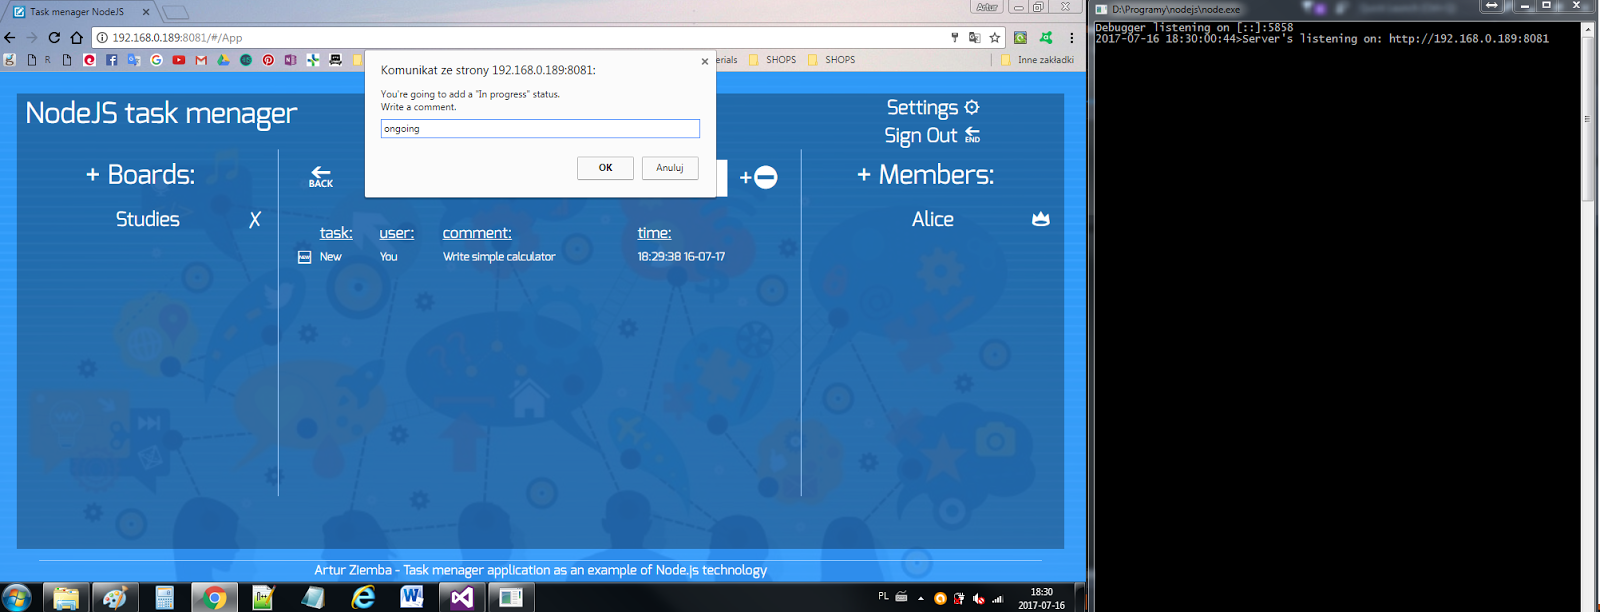 Task menager NodeJS
Artur
192.168.0.189:8081/#/App
R
erials
SHOPS
SHOPS
Inne zakładki
Komunikat ze strony 192.168.0.189:8081:
You're going to add a "In progress" status.
Write a comment.
ongoing
OK
Anuluj
NodeJS task menager
Settings
Sign Out
END
+ Boards:
BACK
+
+ Members:
Studies
X
Alice
task:
user:
comment:
time:
NEW
New
You
Write simple calculator
18:29:38 16-07-17
Artur Ziemba - Task menager application as an example of Node.js technology
PL
18:30
2017-07-16
D:\Programy\nodejs\node.exe
Debugger listening on [::]:5858
2017-07-16 18:30:00:44>Server's listening on: http://192.168.0.189:8081